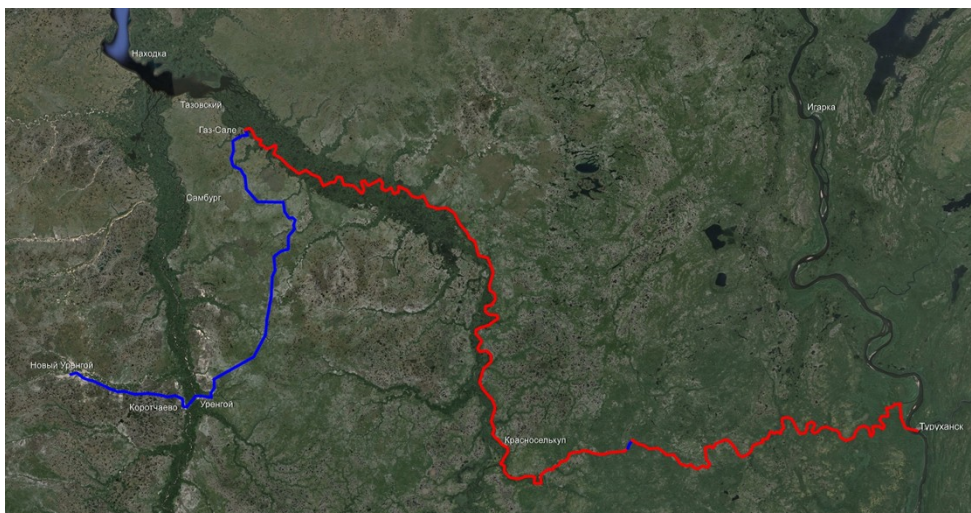 Находка
Тазовский
Игарка
Газ-Сале
Самбург
Новый Уренгой
Коротчаево
Уренгой
Красноселькуп
Туруханск